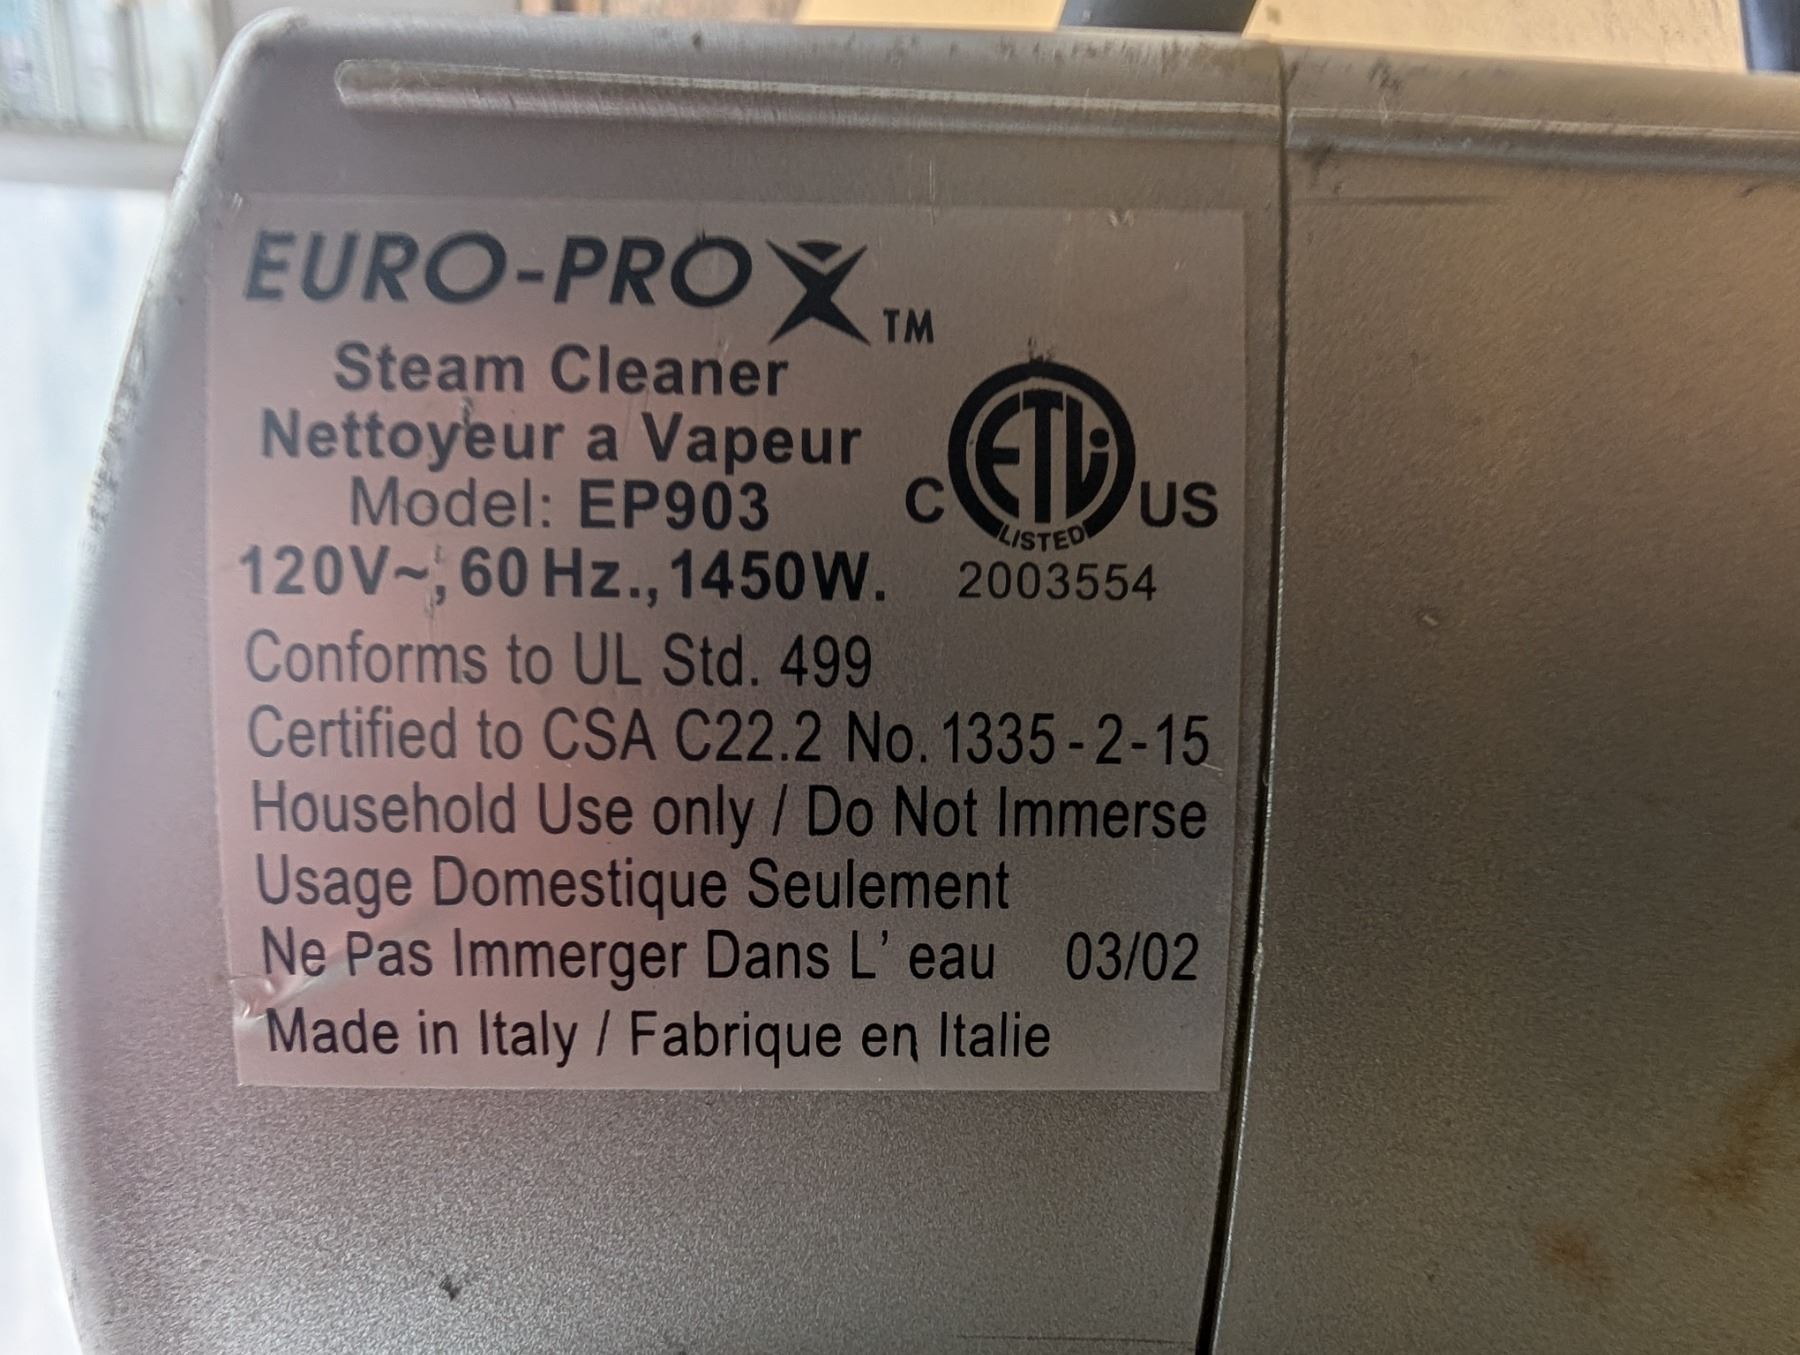 EURO-PRO X TM
Steam Cleaner
Nettoyeur a Vapeur
Model: EP903
C ETL US
LISTED
120V~, 60 Hz., 1450W. 2003554
Conforms to UL Std. 499
Certified to CSA C22.2 No. 1335-2-15
Household Use only / Do Not Immerse
Usage Domestique Seulement
Ne Pas Immerger Dans L' eau 03/02
Made in Italy / Fabrique en Italie